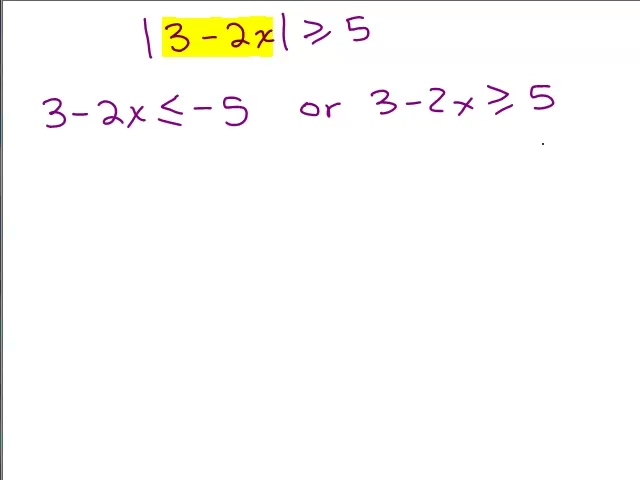 |3-2x| ≥ 5
3-2x ≤ -5 or 3-2x ≥ 5